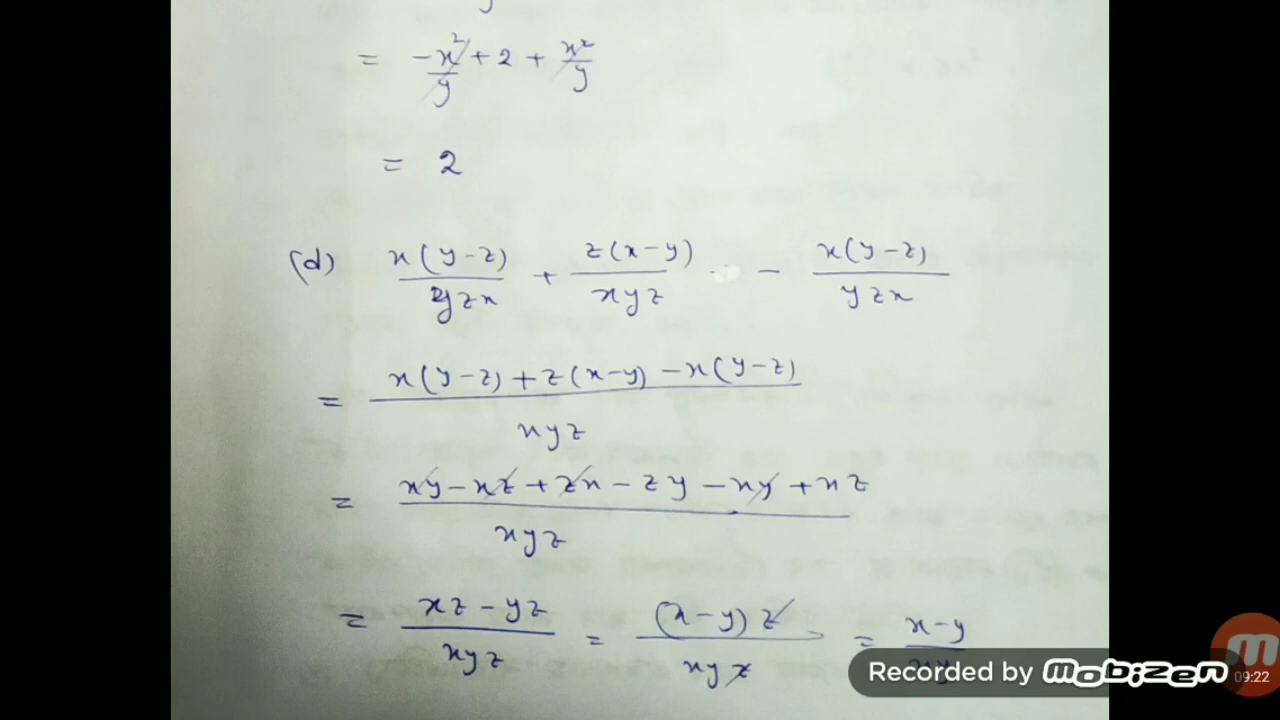 = -x²/y + 2 + x²/y
= 2
(d) x(y-z)/yzx + z(x-y)/xyz - x(y-z)/yzx
= x(y-z)+z(x-y)-x(y-z)/xyz
= xy-xz+zx-zy-xy+xz/xyz
= xz-yz/xyz = (x-y)z/xyz = x-y/xy
Recorded by mobizen
09:22